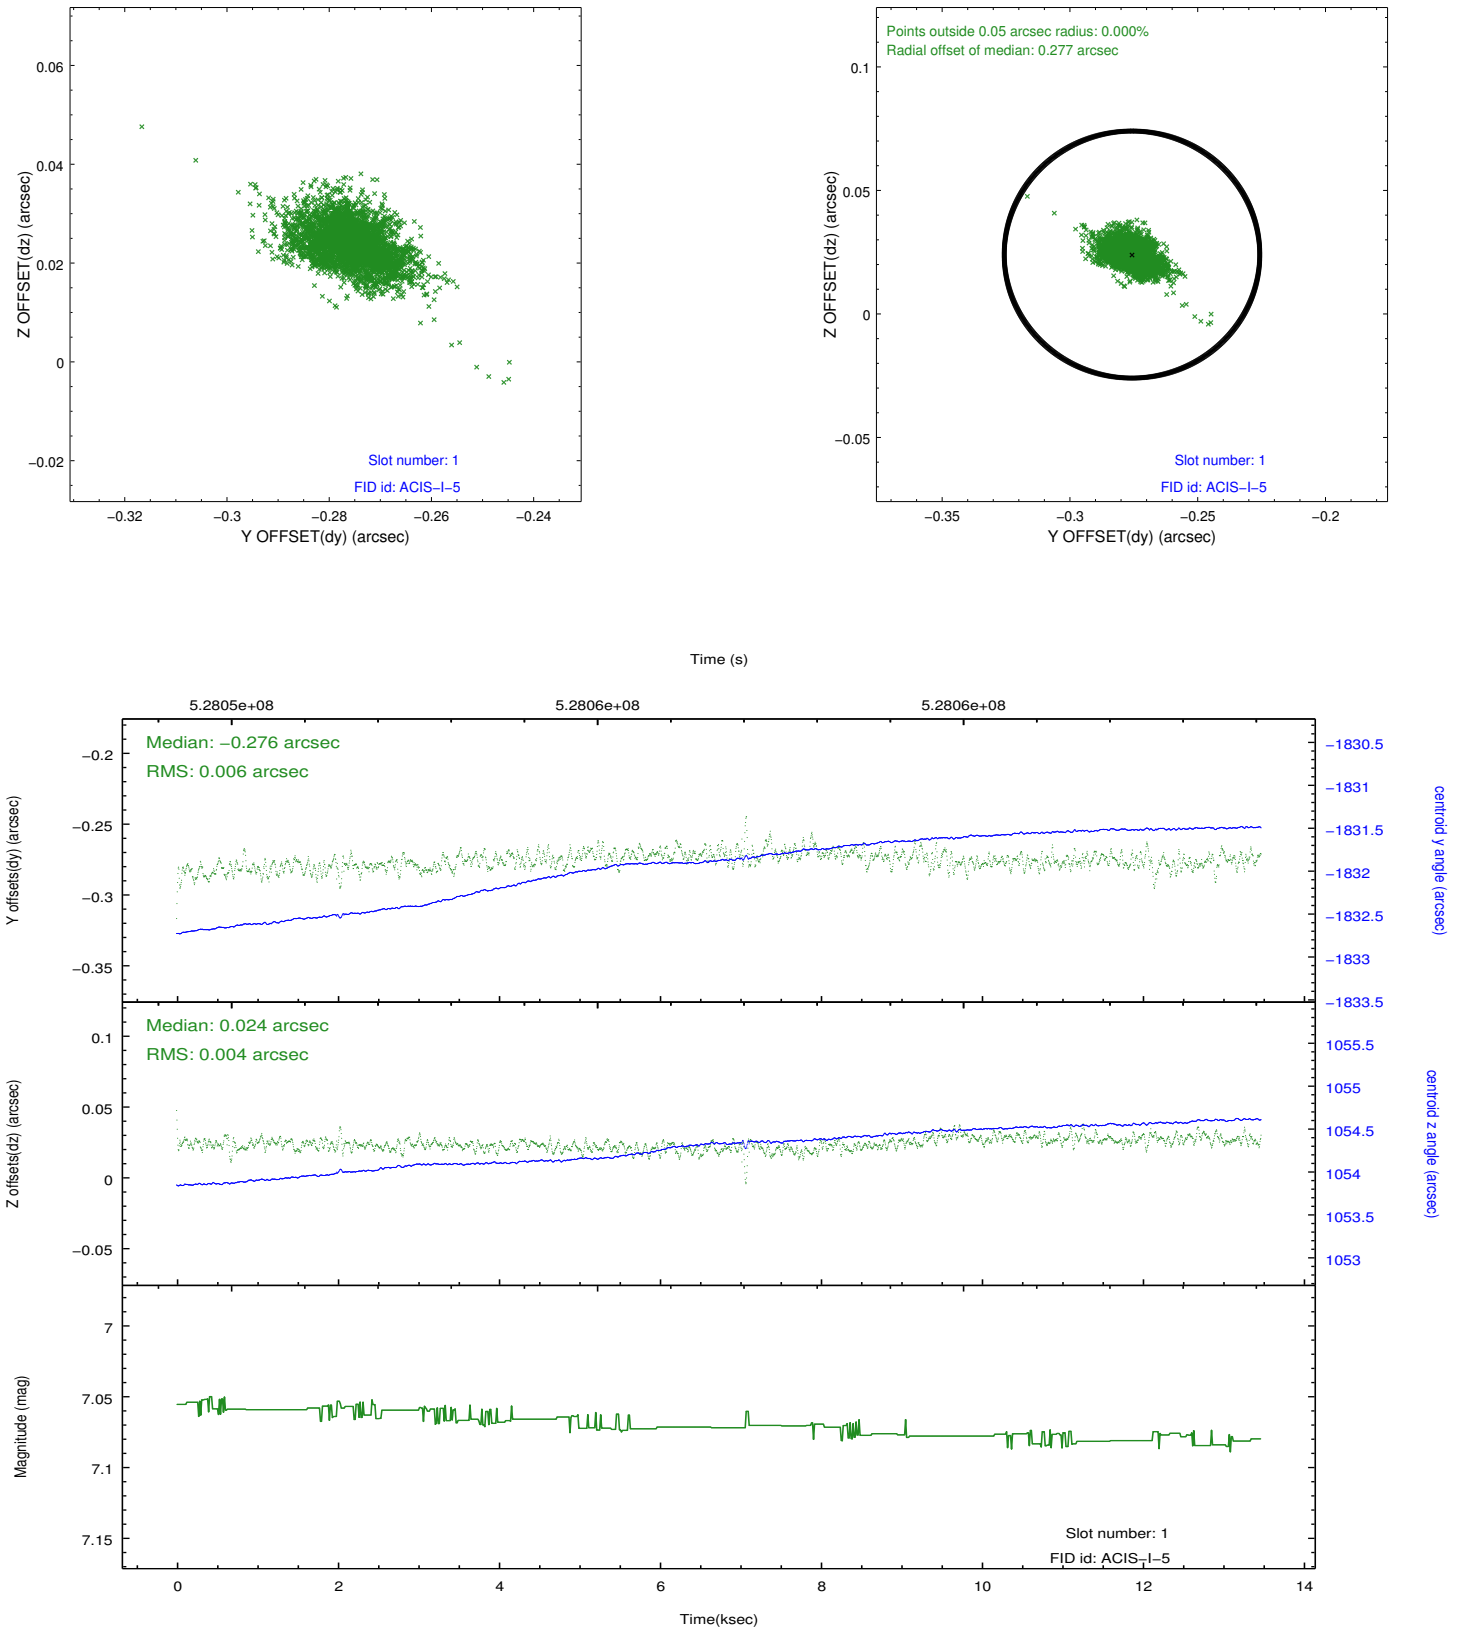 0.06
0.04
0.02
0
−0.02
Z OFFSET(dz) (arcsec)
Slot number: 1
FID id: ACIS−I−5
−0.32 −0.3 −0.28 −0.26 −0.24
Y OFFSET(dy) (arcsec)
Points outside 0.05 arcsec radius: 0.000%
Radial offset of median: 0.277 arcsec
0.1
0.05
0
−0.05
Z OFFSET(dz) (arcsec)
Slot number: 1
FID id: ACIS−I−5
−0.35 −0.3 −0.25 −0.2
Y OFFSET(dy) (arcsec)
Time (s)
5.2805e+08 5.2806e+08 5.2806e+08
Median: −0.276 arcsec
RMS: 0.006 arcsec
−0.2
−0.25
−0.3
−0.35
Y offsets(dy) (arcsec)
−1830.5
−1831
−1831.5
−1832
−1832.5
−1833
−1833.5
centroid y angle (arcsec)
Median: 0.024 arcsec
RMS: 0.004 arcsec
0.1
0.05
0
−0.05
Z offsets(dz) (arcsec)
1055.5
1055
1054.5
1054
1053.5
1053
centroid z angle (arcsec)
7
7.05
7.1
7.15
Magnitude (mag)
Slot number: 1
FID id: ACIS−I−5
0 2 4 6 8 10 12 14
Time(ksec)